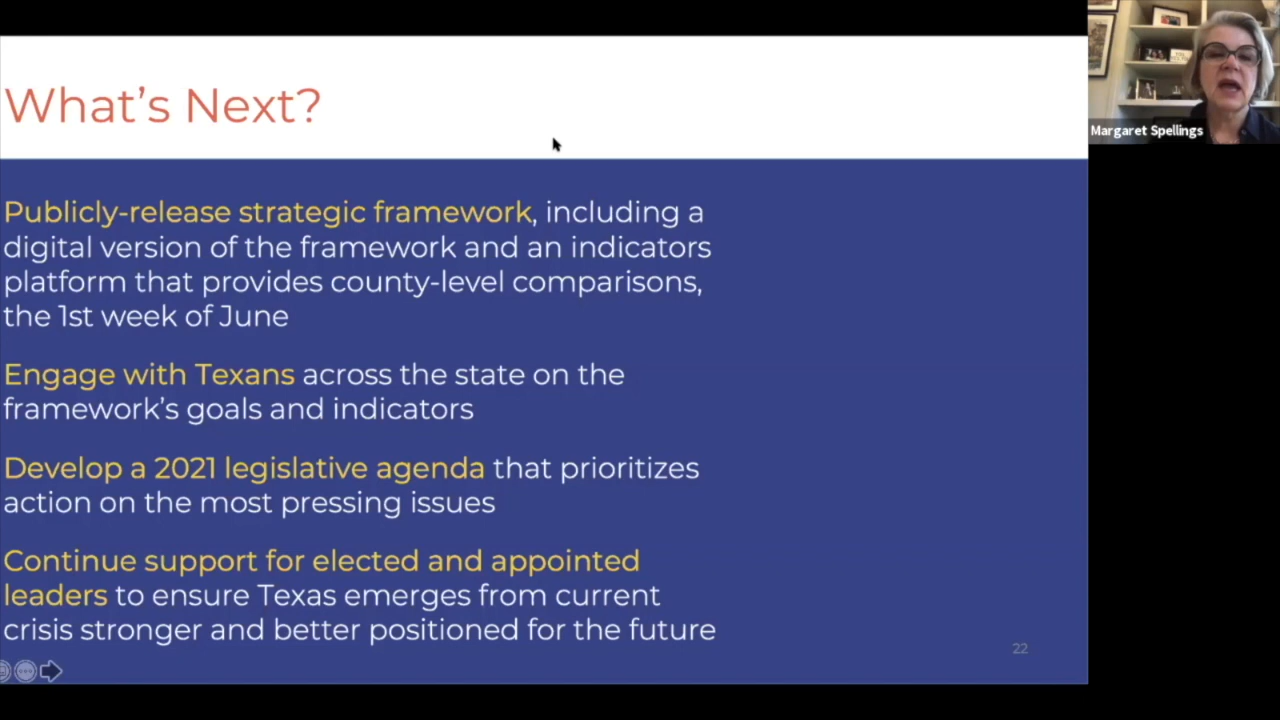 What's Next?
Publicly-release strategic framework, including a
digital version of the framework and an indicators
platform that provides county-level comparisons,
the 1st week of June
Engage with Texans across the state on the
framework's goals and indicators
Develop a 2021 legislative agenda that prioritizes
action on the most pressing issues
Continue support for elected and appointed
leaders to ensure Texas emerges from current
crisis stronger and better positioned for the future
22
Margaret Spellings